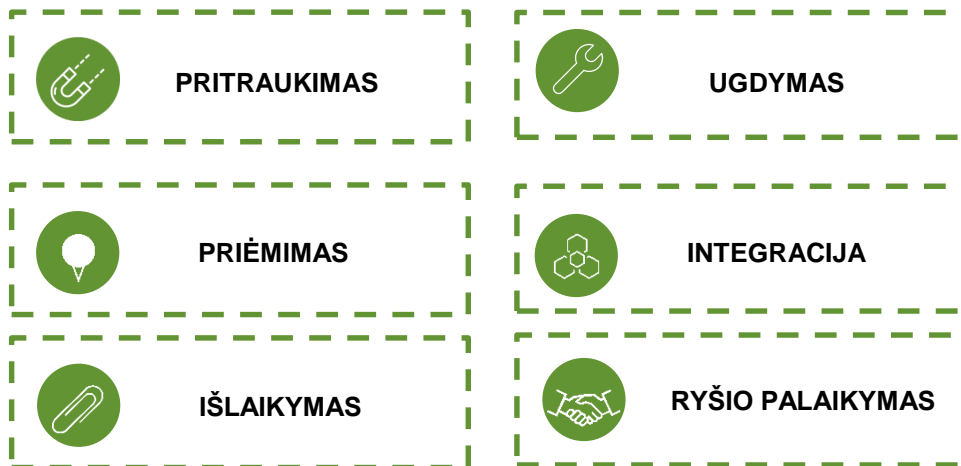 PRITRAUKIMAS
UGDYMAS
PRIĖMIMAS
INTEGRACIJA
IŠLAIKYMAS
RYŠIO PALAIKYMAS